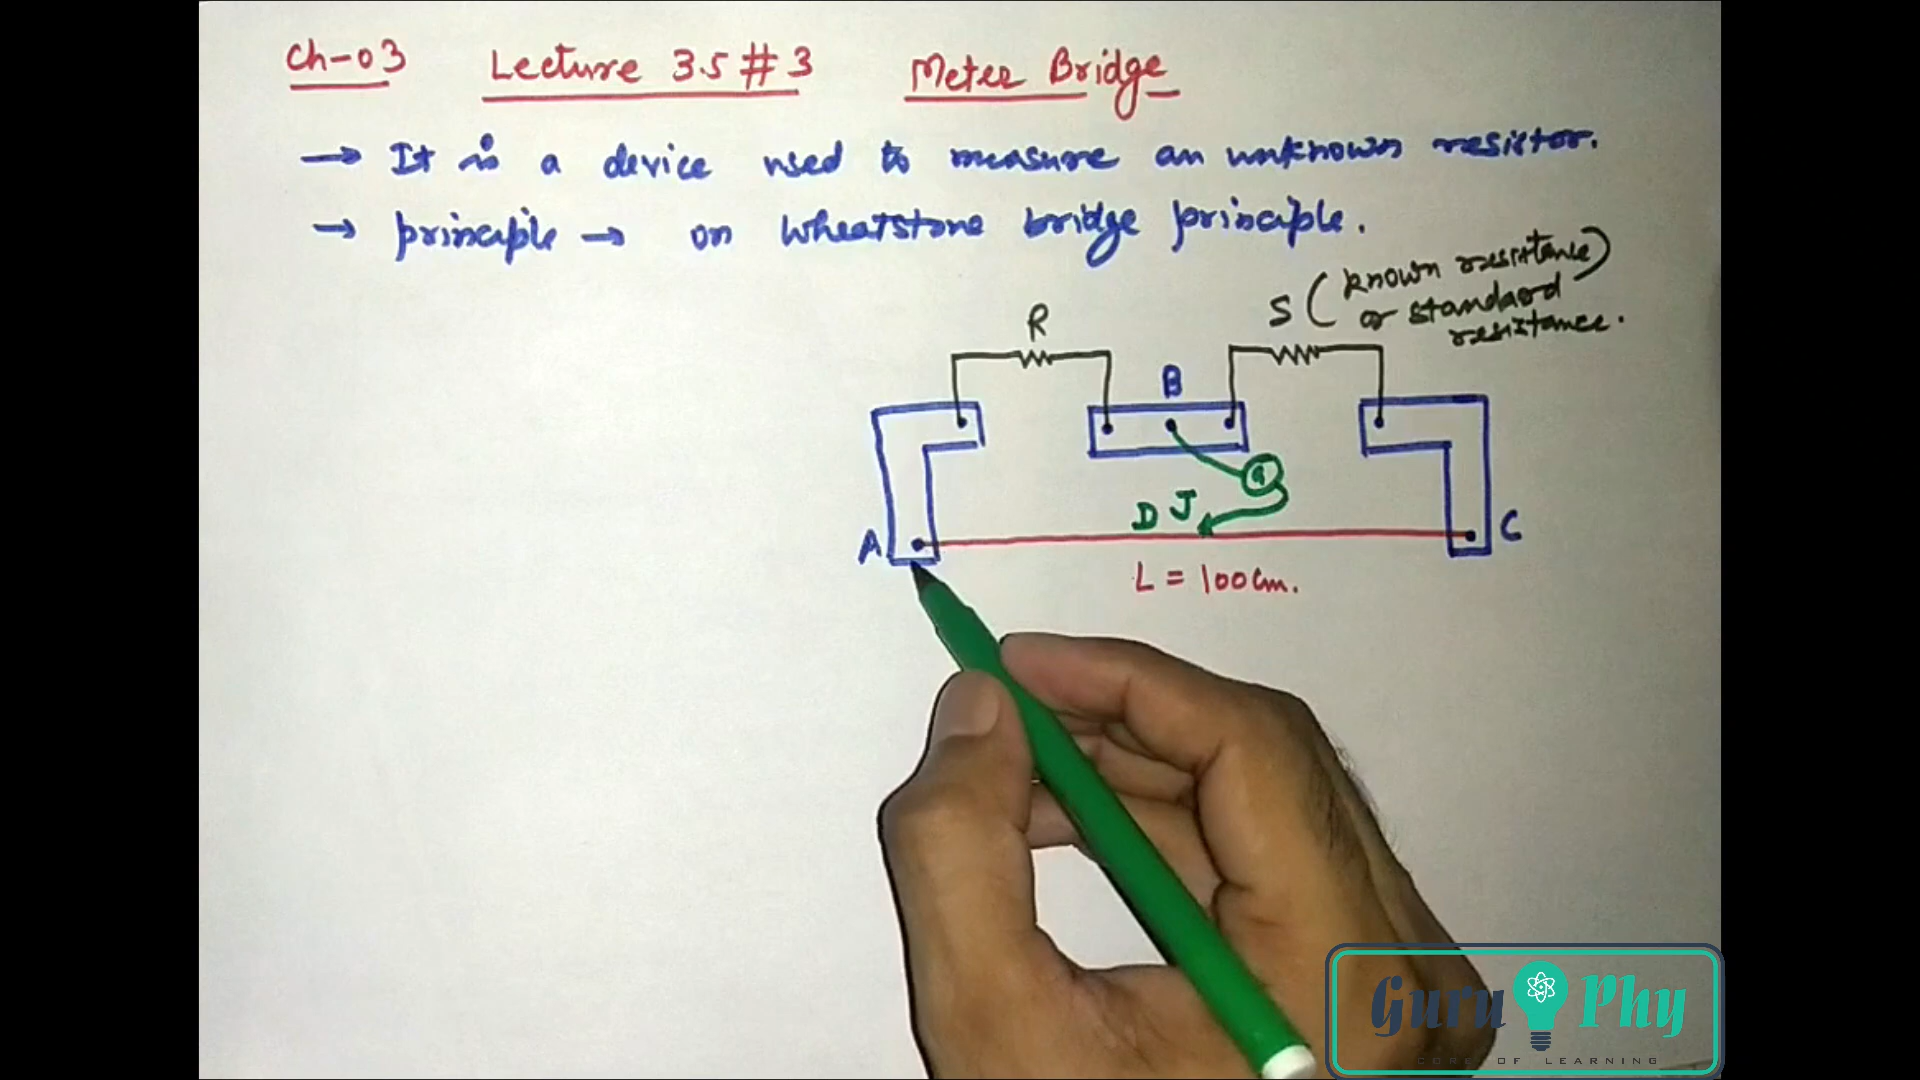 Ch-03 Lecture 3.5 # 3 Meter Bridge
→ It is a device used to measure an unknown resistor.
→ principle → on wheatstone bridge principle.
R
S (known resistance)
or standard
resistance.
B
G
D J
A
C
L = 100cm.
Guru Phy
CORE OF LEARNING